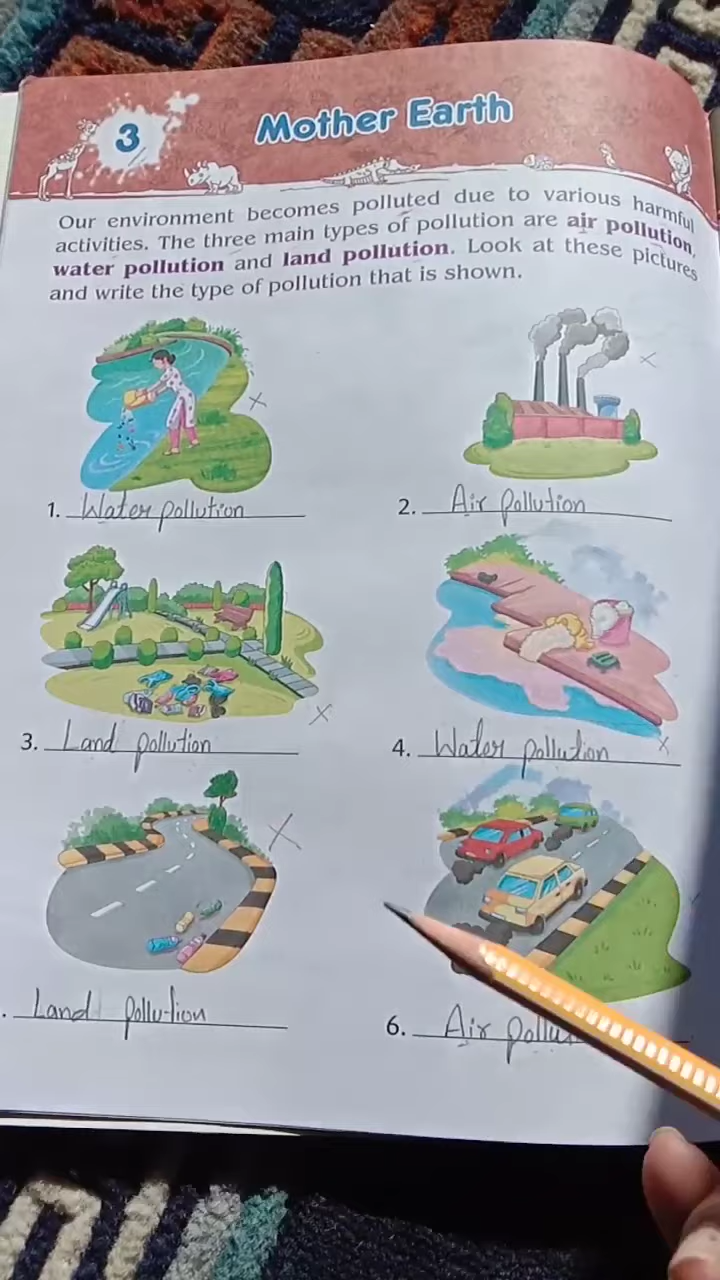 3
Mother Earth
Our environment becomes polluted due to various harmful
activities. The three main types of pollution are air pollution,
water pollution and land pollution. Look at these pictures
and write the type of pollution that is shown.
1. Water pollution
2. Air pollution
3. Land pollution
4. Water pollution
. Land pollution
6. Air pollu